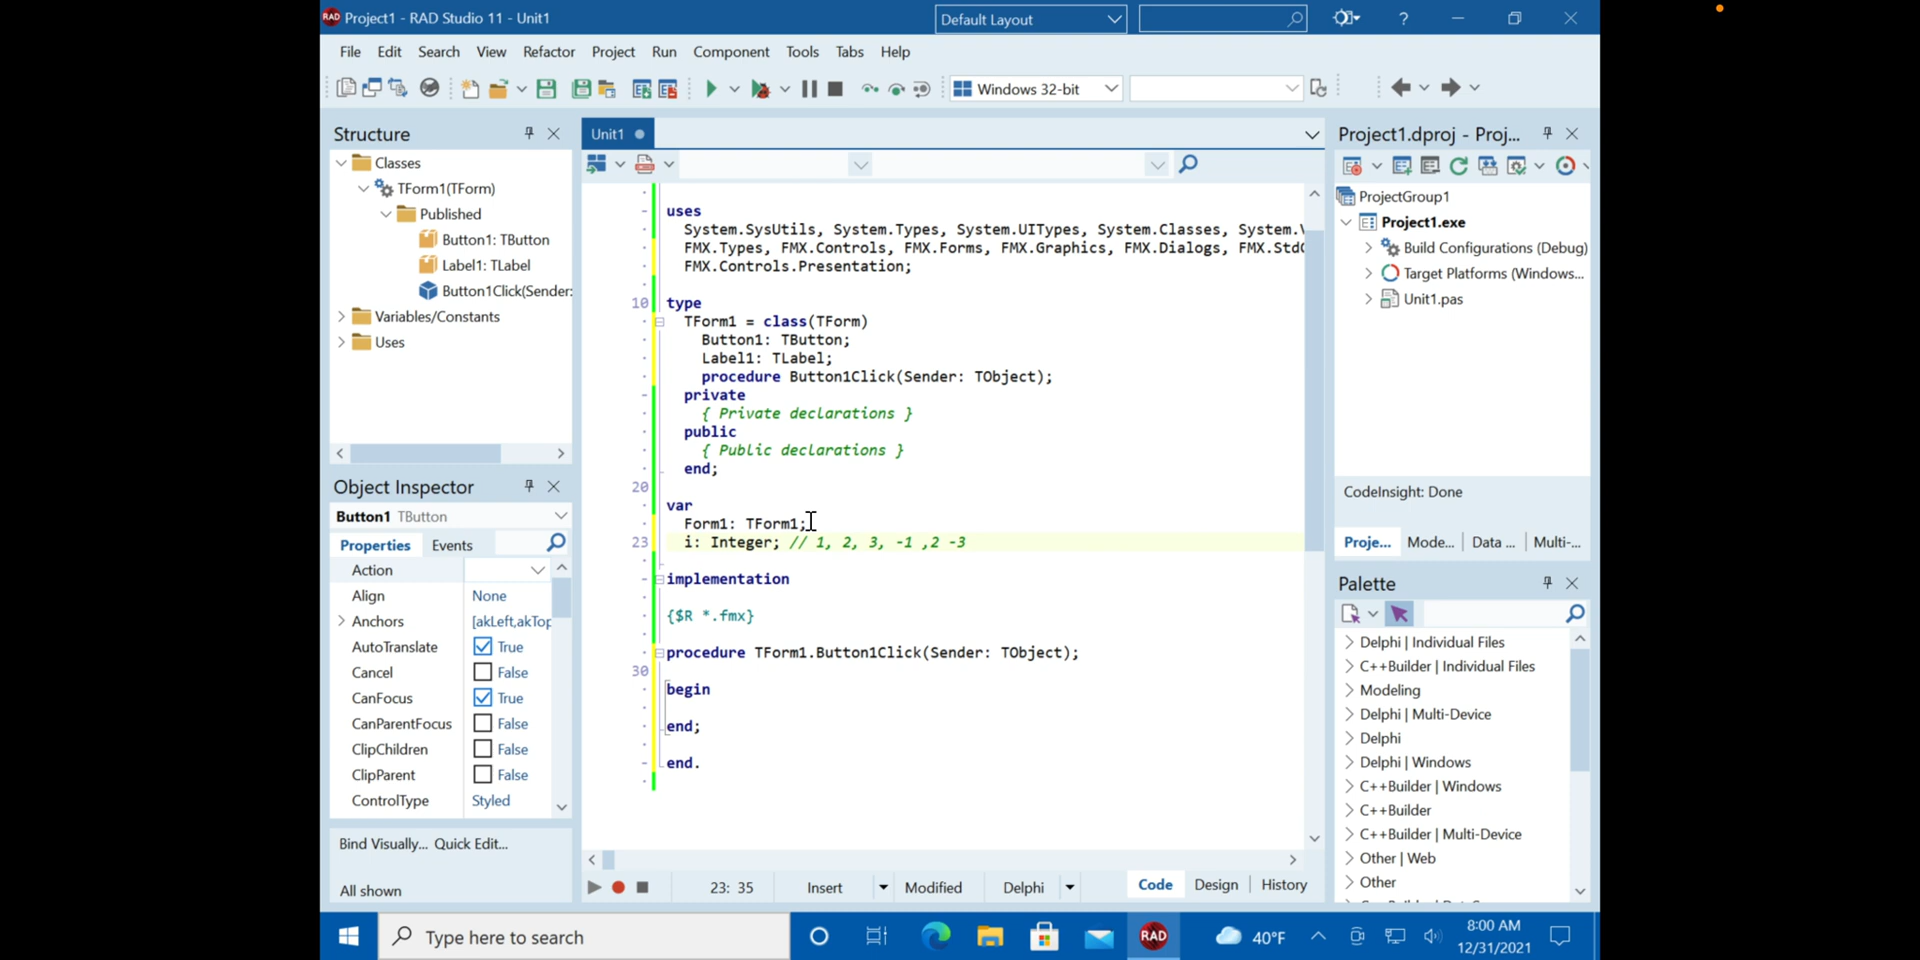 Project1 - RAD Studio 11 - Unit1
Default Layout
?
File Edit Search View Refactor Project Run Component Tools Tabs Help
Windows 32-bit
Structure
Classes
TForm1(TForm)
Published
Button1: TButton
Label1: TLabel
Button1Click(Sender:
Variables/Constants
Uses
Object Inspector
Button1 TButton
Properties Events
Action
Align None
Anchors [akLeft,akTop
AutoTranslate True
Cancel False
CanFocus True
CanParentFocus False
ClipChildren False
ClipParent False
ControlType Styled
Bind Visually... Quick Edit...
All shown
Unit1
uses
System.SysUtils, System.Types, System.UITypes, System.Classes, System.V
FMX.Types, FMX.Controls, FMX.Forms, FMX.Graphics, FMX.Dialogs, FMX.StdC
FMX.Controls.Presentation;
10 type
TForm1 = class(TForm)
Button1: TButton;
Label1: TLabel;
procedure Button1Click(Sender: TObject);
private
{ Private declarations }
public
{ Public declarations }
end;
20
var
Form1: TForm1;
23 i: Integer; // 1, 2, 3, -1 ,2 -3
implementation
{$R *.fmx}
procedure TForm1.Button1Click(Sender: TObject);
30
begin
end;
end.
23: 35 Insert Modified Delphi Code Design History
Project1.dproj - Proj...
ProjectGroup1
Project1.exe
Build Configurations (Debug)
Target Platforms (Windows...
Unit1.pas
CodeInsight: Done
Proje... Mode... Data ... Multi-...
Palette
Delphi | Individual Files
C++Builder | Individual Files
Modeling
Delphi | Multi-Device
Delphi
Delphi | Windows
C++Builder | Windows
C++Builder
C++Builder | Multi-Device
Other | Web
Other
Type here to search
RAD
40°F
8:00 AM
12/31/2021